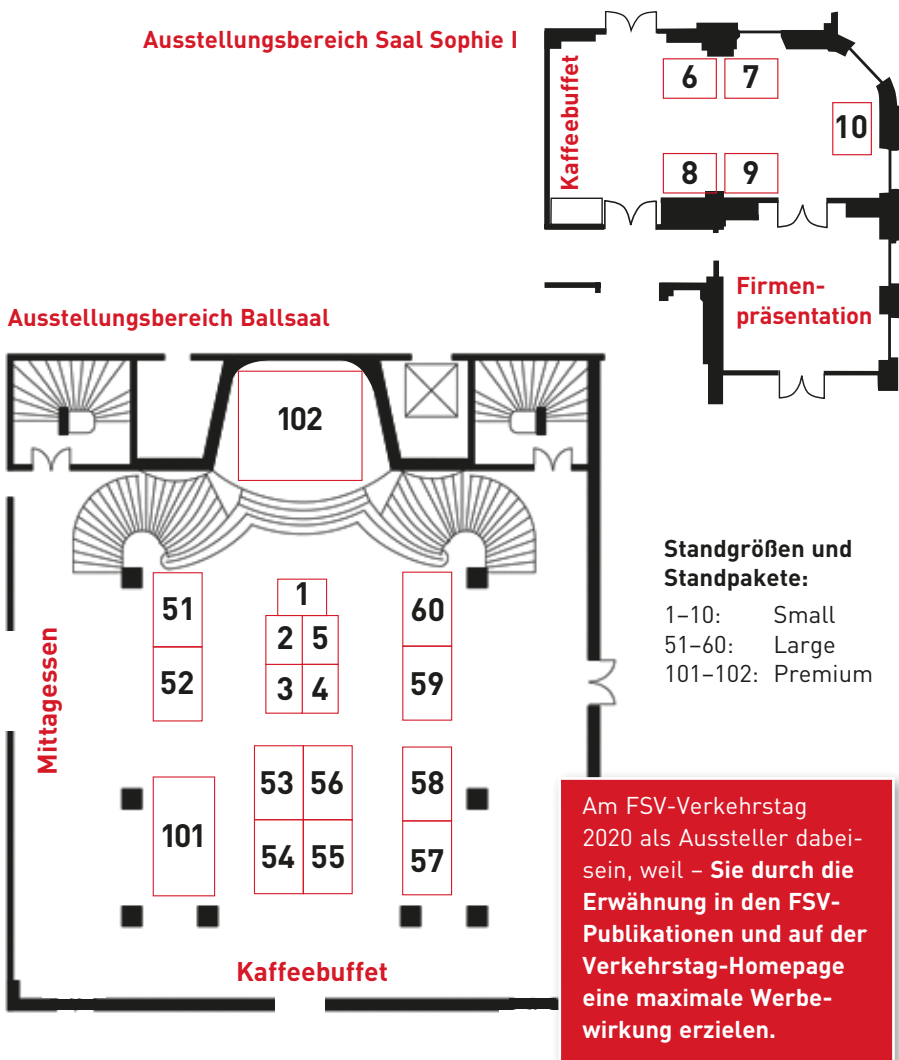 Ausstellungsbereich Saal Sophie I
Kaffeebuffet
6
7
10
8
9
Firmen-
präsentation
Ausstellungsbereich Ballsaal
102
Standgrößen und
Standpakete:
1–10: Small
51–60: Large
101–102: Premium
Mittagessen
51
1
60
2
5
52
3
4
59
53
56
58
101
54
55
57
Kaffeebuffet
Am FSV-Verkehrstag
2020 als Aussteller dabei-
sein, weil – Sie durch die
Erwähnung in den FSV-
Publikationen und auf der
Verkehrstag-Homepage
eine maximale Werbe-
wirkung erzielen.